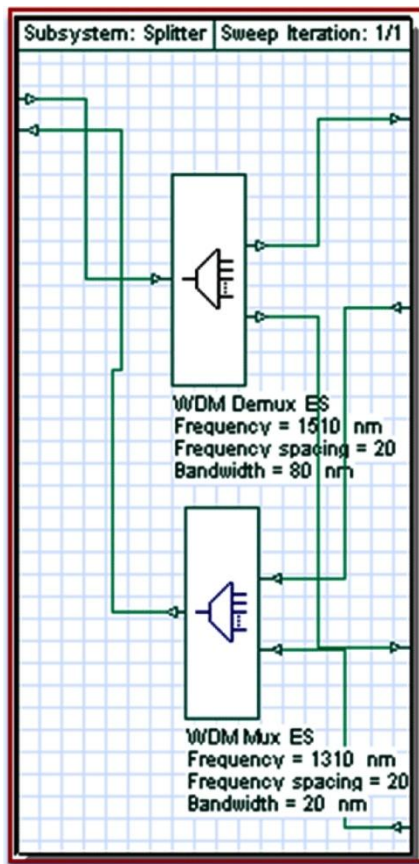 Subsystem: Splitter Sweep Iteration: 1/1
WDM Demux ES
Frequency = 1510 nm
Frequency spacing = 20
Bandwidth = 80 nm
WDM Mux ES
Frequency = 1310 nm
Frequency spacing = 20
Bandwidth = 20 nm